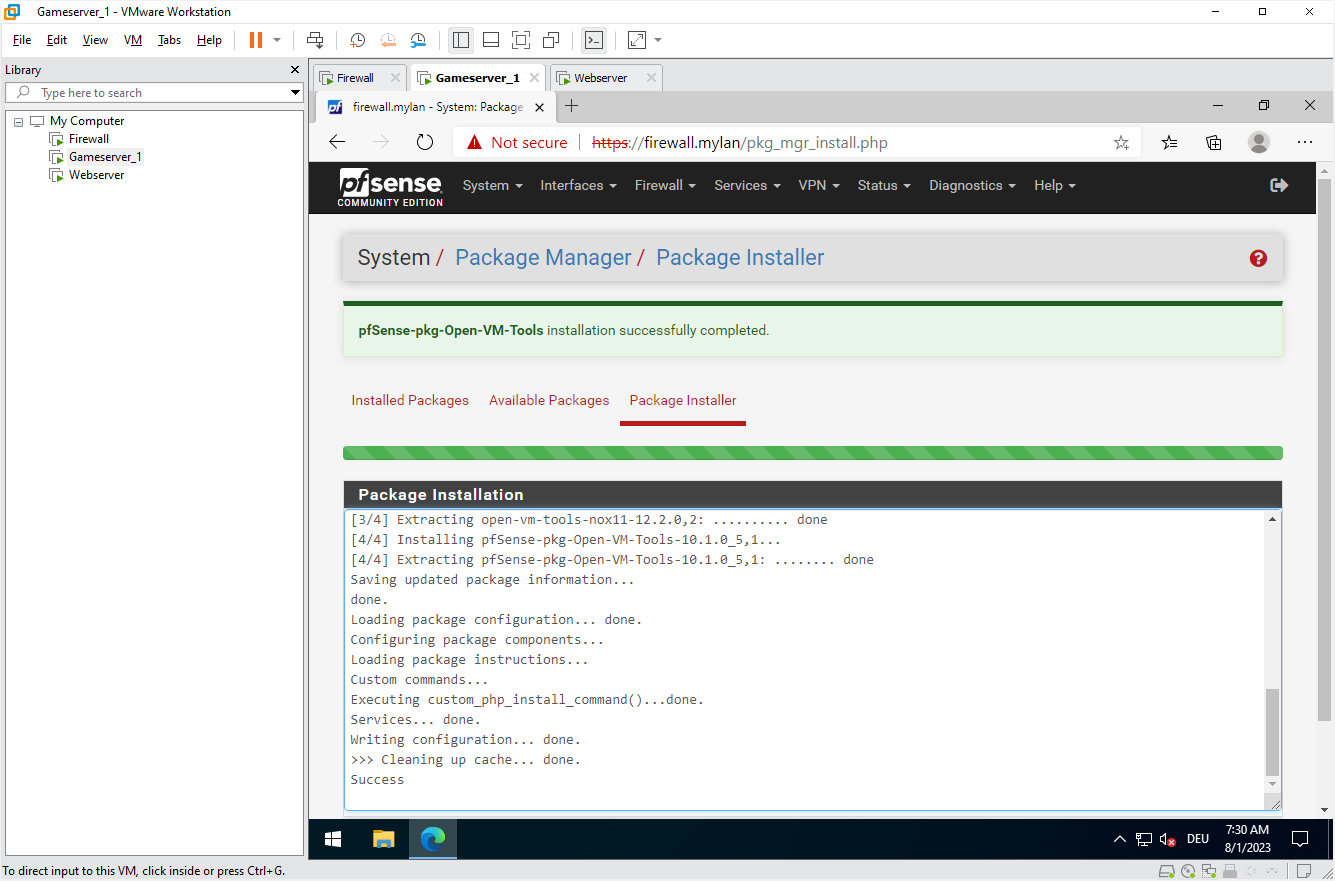 Gameserver_1 - VMware Workstation
File Edit View VM Tabs Help
Library
Type here to search
My Computer
Firewall
Gameserver_1
Webserver
Firewall Gameserver_1 Webserver
pf firewall.mylan - System: Package
Not secure https://firewall.mylan/pkg_mgr_install.php
pfsense
COMMUNITY EDITION
System Interfaces Firewall Services VPN Status Diagnostics Help
System / Package Manager / Package Installer
pfSense-pkg-Open-VM-Tools installation successfully completed.
Installed Packages Available Packages Package Installer
Package Installation
[3/4] Extracting open-vm-tools-nox11-12.2.0,2: .......... done
[4/4] Installing pfSense-pkg-Open-VM-Tools-10.1.0_5,1...
[4/4] Extracting pfSense-pkg-Open-VM-Tools-10.1.0_5,1: ........ done
Saving updated package information...
done.
Loading package configuration... done.
Configuring package components...
Loading package instructions...
Custom commands...
Executing custom_php_install_command()...done.
Services... done.
Writing configuration... done.
>>> Cleaning up cache... done.
Success
DEU
7:30 AM
8/1/2023
To direct input to this VM, click inside or press Ctrl+G.